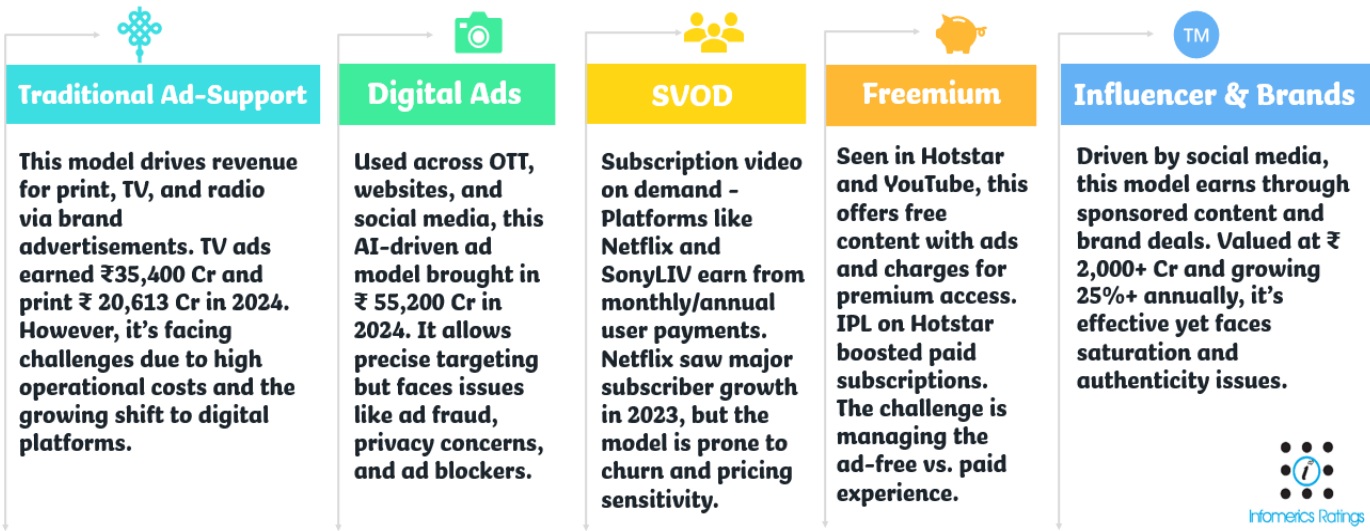 Traditional Ad-Support
This model drives revenue
for print, TV, and radio
via brand
advertisements. TV ads
earned ₹35,400 Cr and
print ₹ 20,613 Cr in 2024.
However, it's facing
challenges due to high
operational costs and the
growing shift to digital
platforms.
Digital Ads
Used across OTT,
websites, and
social media, this
AI-driven ad
model brought in
₹ 55,200 Cr in
2024. It allows
precise targeting
but faces issues
like ad fraud,
privacy concerns,
and ad blockers.
SVOD
Subscription video
on demand -
Platforms like
Netflix and
SonyLIV earn from
monthly/annual
user payments.
Netflix saw major
subscriber growth
in 2023, but the
model is prone to
churn and pricing
sensitivity.
Freemium
Seen in Hotstar
and YouTube, this
offers free
content with ads
and charges for
premium access.
IPL on Hotstar
boosted paid
subscriptions.
The challenge is
managing the
ad-free vs. paid
experience.
TM
Influencer & Brands
Driven by social media,
this model earns through
sponsored content and
brand deals. Valued at ₹
2,000+ Cr and growing
25%+ annually, it's
effective yet faces
saturation and
authenticity issues.
i
Infomerics Ratings